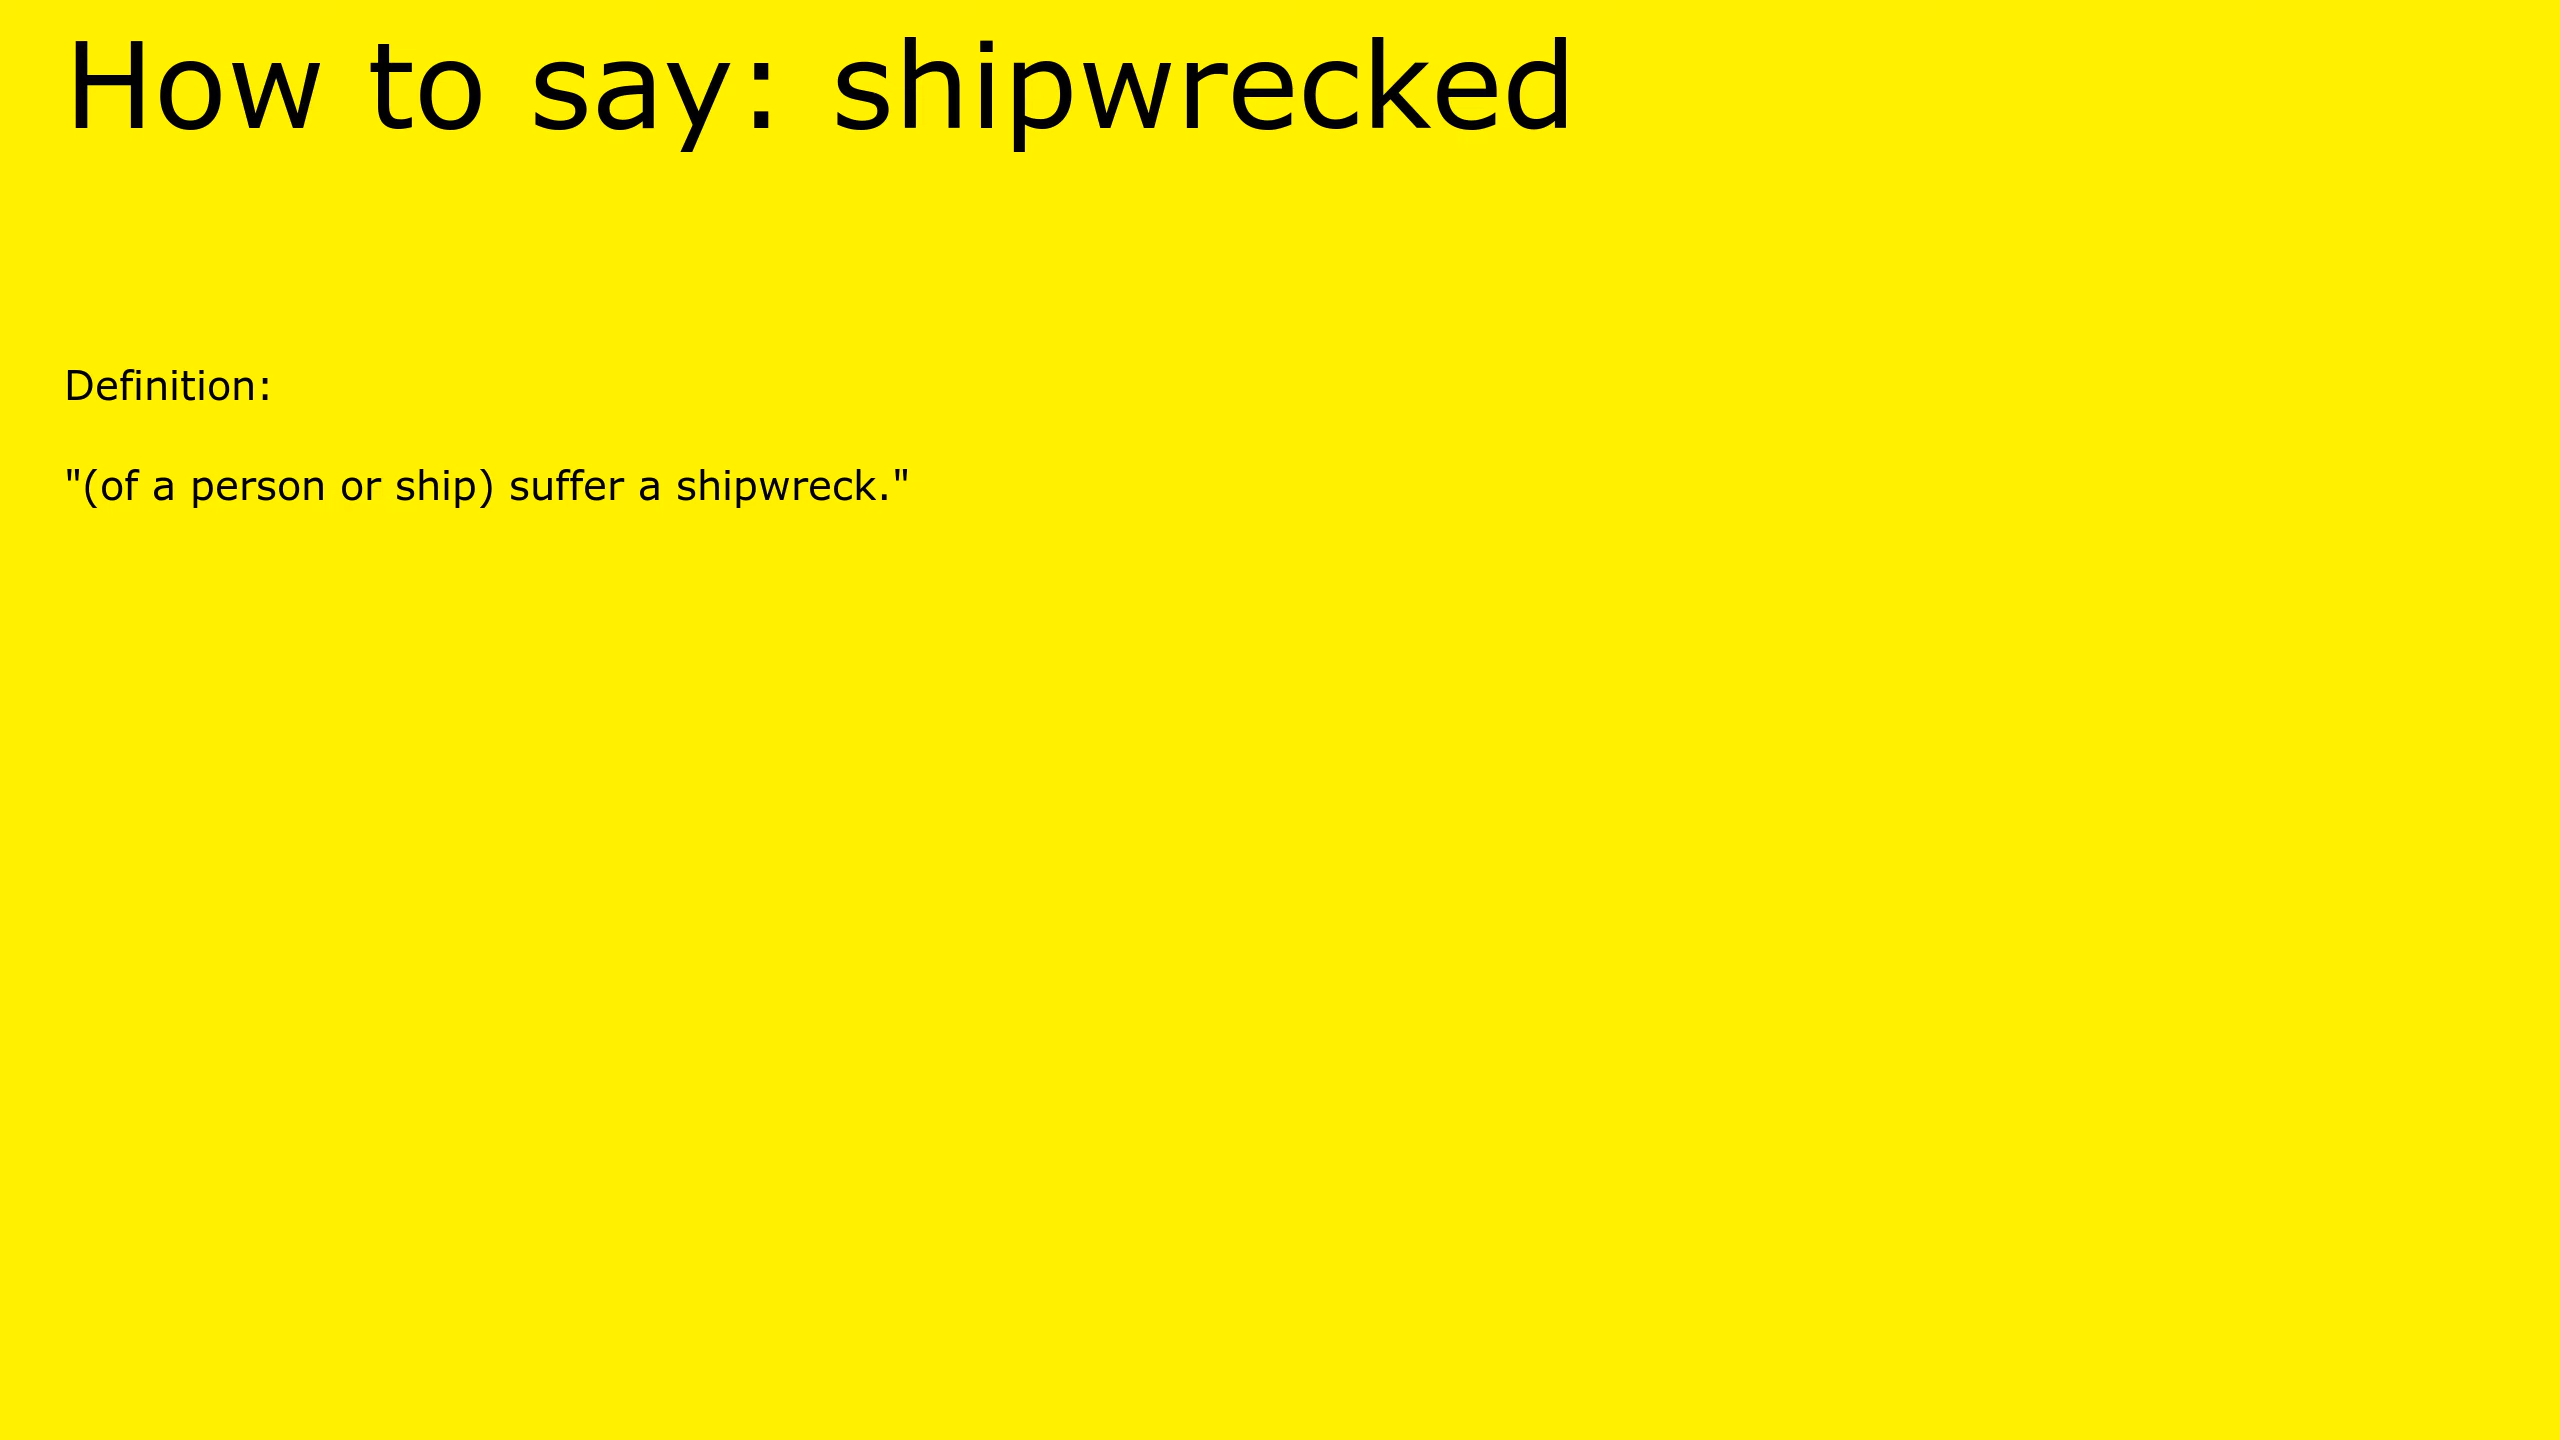 How to say: shipwrecked
Definition:
"(of a person or ship) suffer a shipwreck."